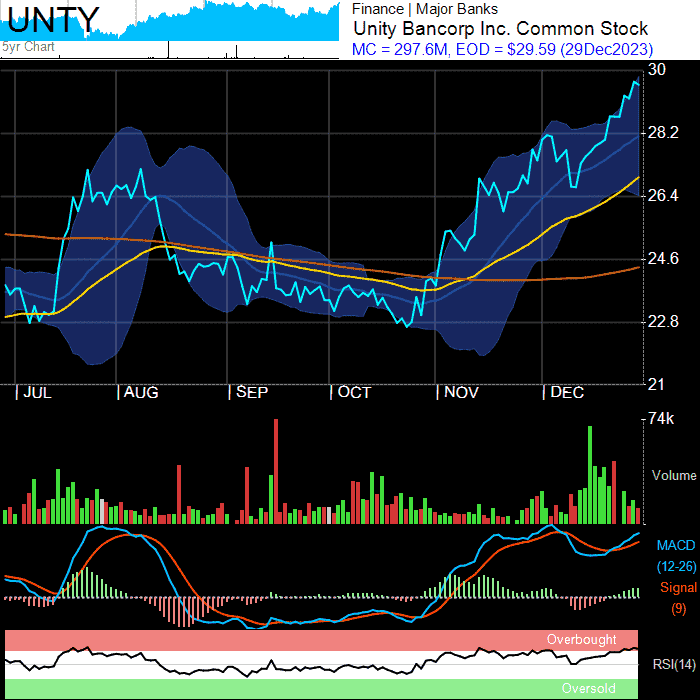 UNTY
5yr Chart
Finance | Major Banks
Unity Bancorp Inc. Common Stock
MC = 297.6M, EOD = $29.59 (29Dec2023)
30
28.2
26.4
24.6
22.8
21
| JUL | AUG | SEP | OCT | NOV | DEC
74k
Volume
MACD
(12-26)
Signal
(9)
Overbought
RSI(14)
Oversold